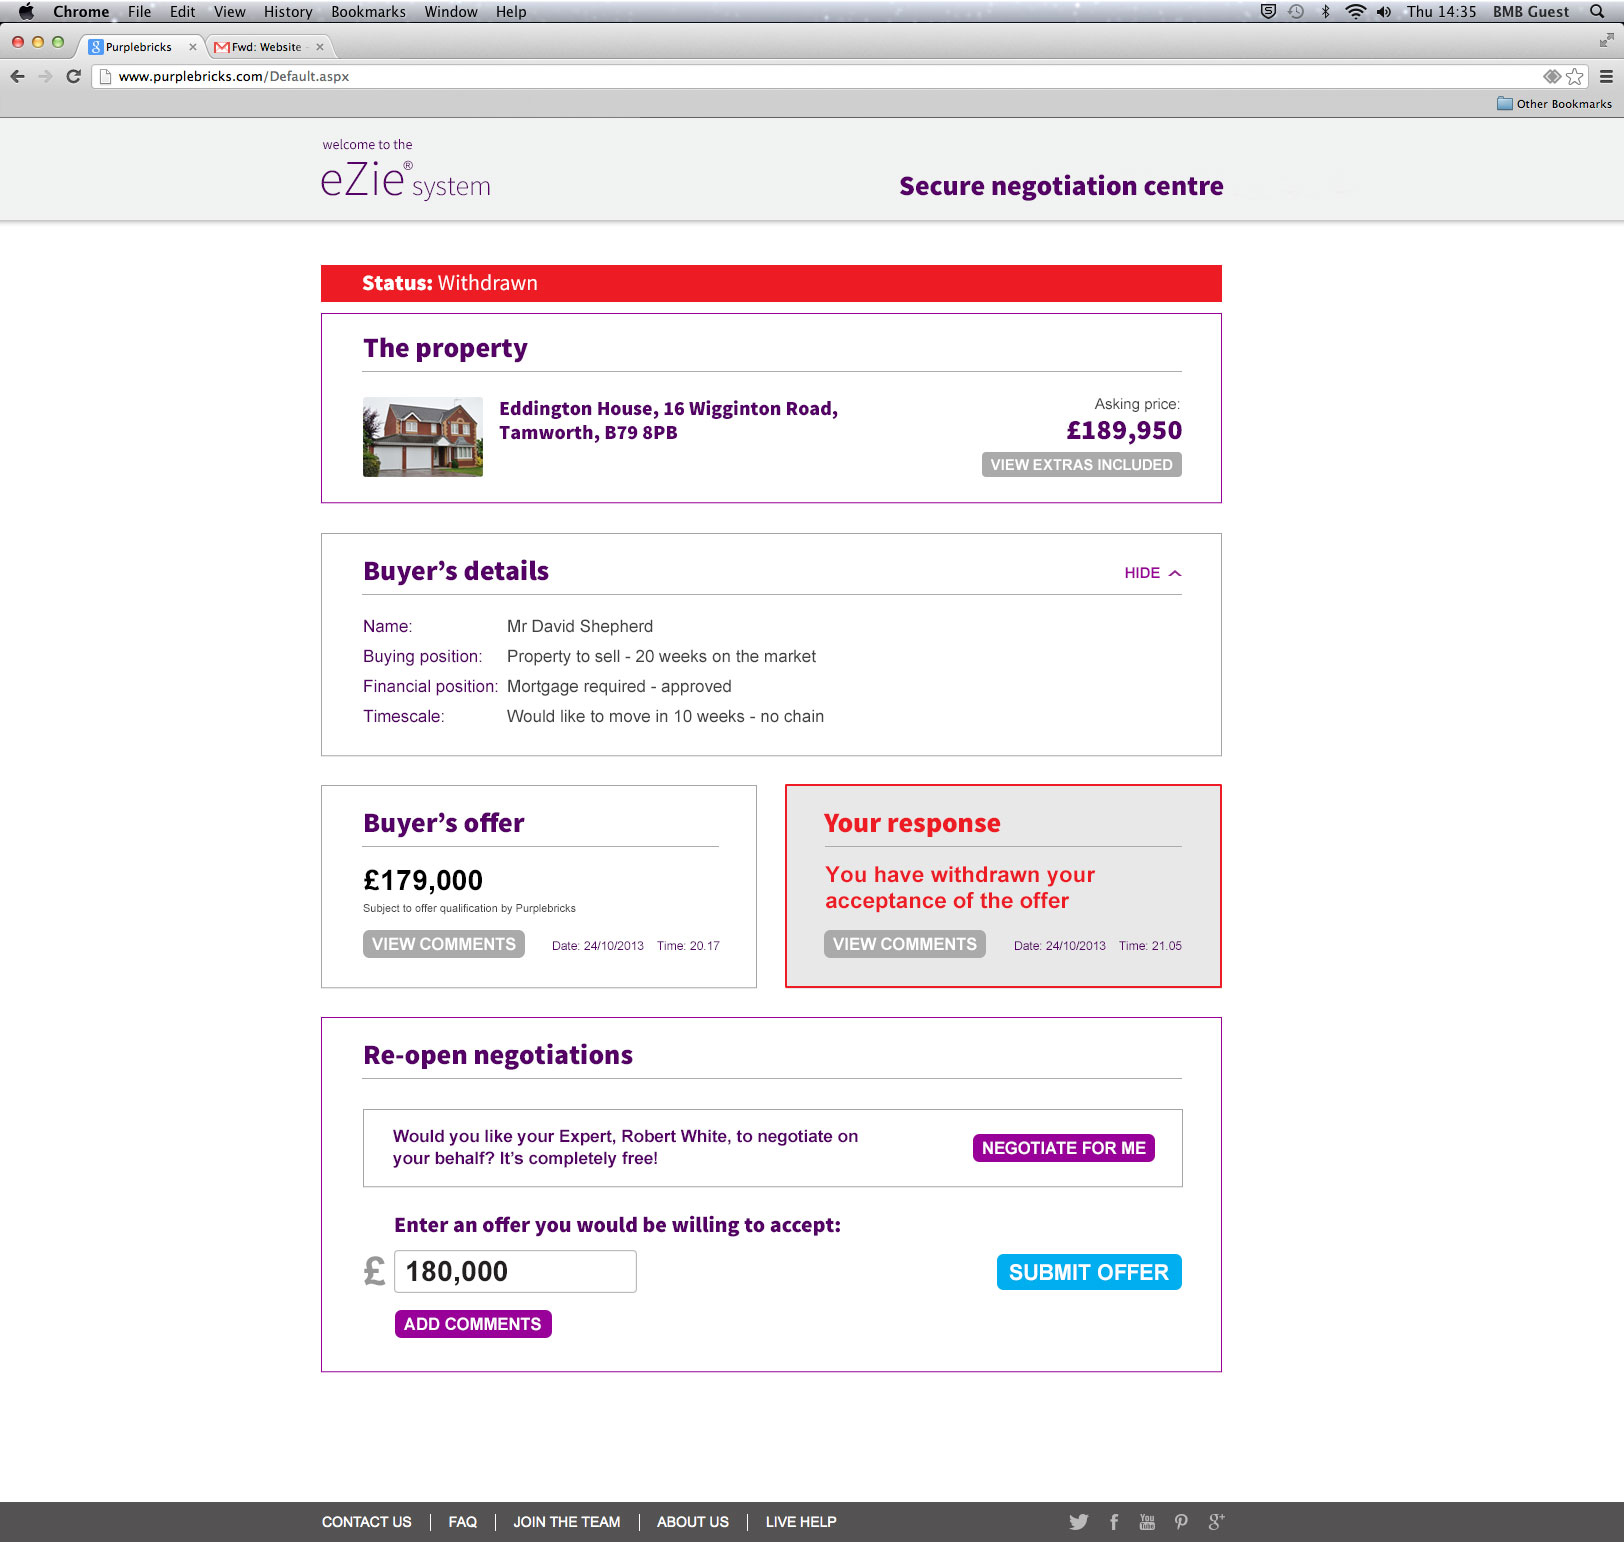 Chrome File Edit View History Bookmarks Window Help Thu 14:35 BMB Guest
Purplebricks Fwd: Website
www.purplebricks.com/Default.aspx
Other Bookmarks
welcome to the
eZie® system
Secure negotiation centre
Status: Withdrawn
The property
Eddington House, 16 Wigginton Road,
Tamworth, B79 8PB
Asking price:
£189,950
VIEW EXTRAS INCLUDED
Buyer’s details
HIDE
Name: Mr David Shepherd
Buying position: Property to sell - 20 weeks on the market
Financial position: Mortgage required - approved
Timescale: Would like to move in 10 weeks - no chain
Buyer’s offer
£179,000
Subject to offer qualification by Purplebricks
VIEW COMMENTS Date: 24/10/2013 Time: 20.17
Your response
You have withdrawn your
acceptance of the offer
VIEW COMMENTS Date: 24/10/2013 Time: 21.05
Re-open negotiations
Would you like your Expert, Robert White, to negotiate on
your behalf? It’s completely free!
NEGOTIATE FOR ME
Enter an offer you would be willing to accept:
£ 180,000
SUBMIT OFFER
ADD COMMENTS
CONTACT US FAQ JOIN THE TEAM ABOUT US LIVE HELP
You Tube